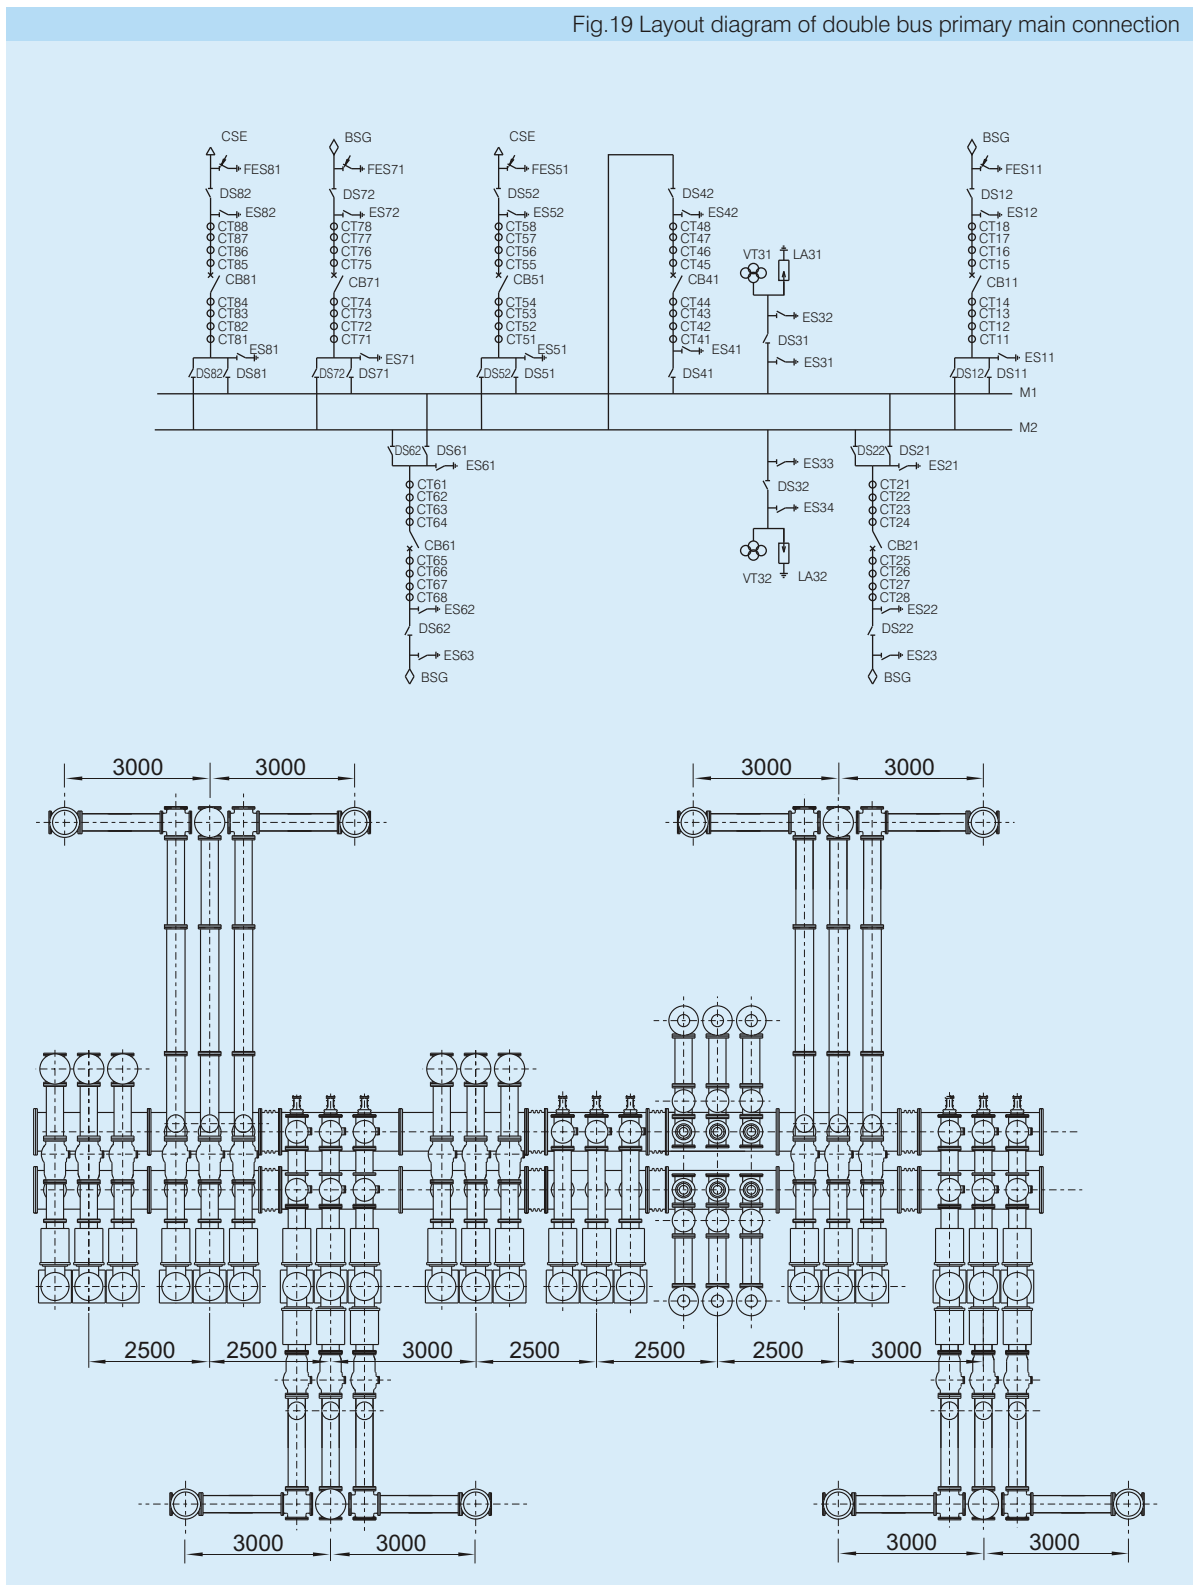 Fig.19 Layout diagram of double bus primary main connection
CSE BSG CSE BSG
FES81 FES71 FES51 FES11
DS82 DS72 DS52 DS42 DS12
ES82 ES72 ES52 ES42 ES12
CT88 CT78 CT58 CT48 CT18
CT87 CT77 CT57 CT47 CT17
CT86 CT76 CT56 CT46 VT31 LA31 CT16
CT85 CT75 CT55 CT45 CT15
CB81 CB71 CB51 CB41 CB11
CT84 CT74 CT54 CT44 CT14
CT83 CT73 CT53 CT43 ES32 CT13
CT82 CT72 CT52 CT42 CT12
CT81 CT71 CT51 CT41 DS31 CT11
ES81 ES71 ES51 ES41 ES31 ES11
DS82 DS81 DS72 DS71 DS52 DS51 DS41 DS12 DS11
M1
M2
DS62 DS61 DS22 DS21
ES61 ES33 ES21
CT61 DS32 CT21
CT62 CT22
CT63 ES34 CT23
CT64 CT24
CB61 CB21
CT65 CT25
CT66 VT32 LA32 CT26
CT67 CT27
CT68 CT28
ES62 ES22
DS62 DS22
ES63 ES23
BSG BSG
3000 3000 3000 3000
2500 2500 3000 2500 2500 2500 3000
3000 3000 3000 3000